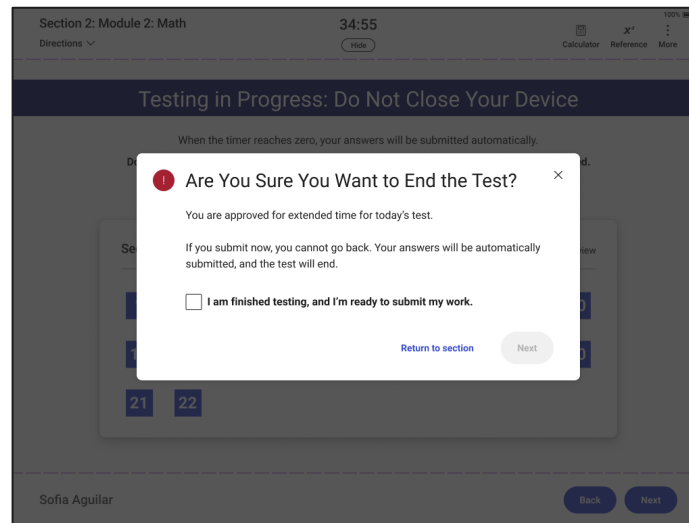 Section 2: Module 2: Math
34:55
100%
Directions
Hide
Calculator
Reference
More
x²
Testing in Progress: Do Not Close Your Device
When the timer reaches zero, your answers will be submitted automatically.
Are You Sure You Want to End the Test?
You are approved for extended time for today's test.
If you submit now, you cannot go back. Your answers will be automatically
submitted, and the test will end.
I am finished testing, and I'm ready to submit my work.
Return to section
Next
21 22
Sofia Aguilar
Back
Next